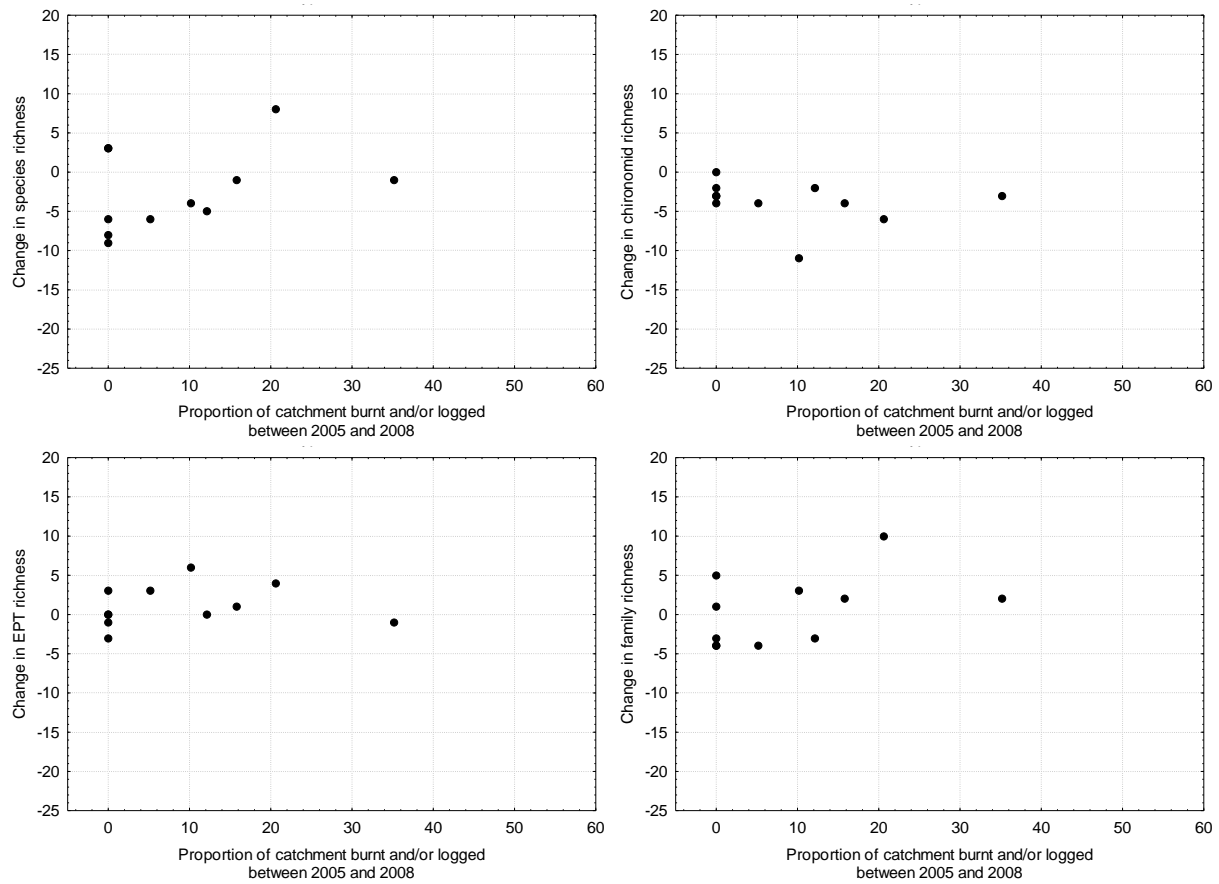 20
15
10
5
0
-5
-10
-15
-20
-25
Change in species richness
0 10 20 30 40 50 60
Proportion of catchment burnt and/or logged
between 2005 and 2008
20
15
10
5
0
-5
-10
-15
-20
-25
Change in chironomid richness
0 10 20 30 40 50 60
Proportion of catchment burnt and/or logged
between 2005 and 2008
20
15
10
5
0
-5
-10
-15
-20
-25
Change in EPT richness
0 10 20 30 40 50 60
Proportion of catchment burnt and/or logged
between 2005 and 2008
20
15
10
5
0
-5
-10
-15
-20
-25
Change in family richness
0 10 20 30 40 50 60
Proportion of catchment burnt and/or logged
between 2005 and 2008